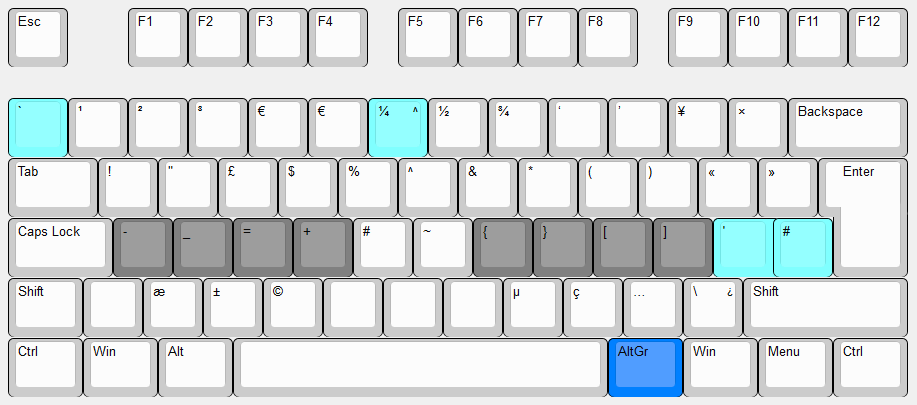 Esc F1 F2 F3 F4 F5 F6 F7 F8 F9 F10 F11 F12
` ¹ ² ³ € € ¼ ^ ½ ¾ ‘ ’ ¥ × Backspace
Tab ! " £ $ % ^ & * ( ) « » Enter
Caps Lock - _ = + # ~ { } [ ] ' #
Shift æ ± © µ ç … \ ¿ Shift
Ctrl Win Alt AltGr Win Menu Ctrl